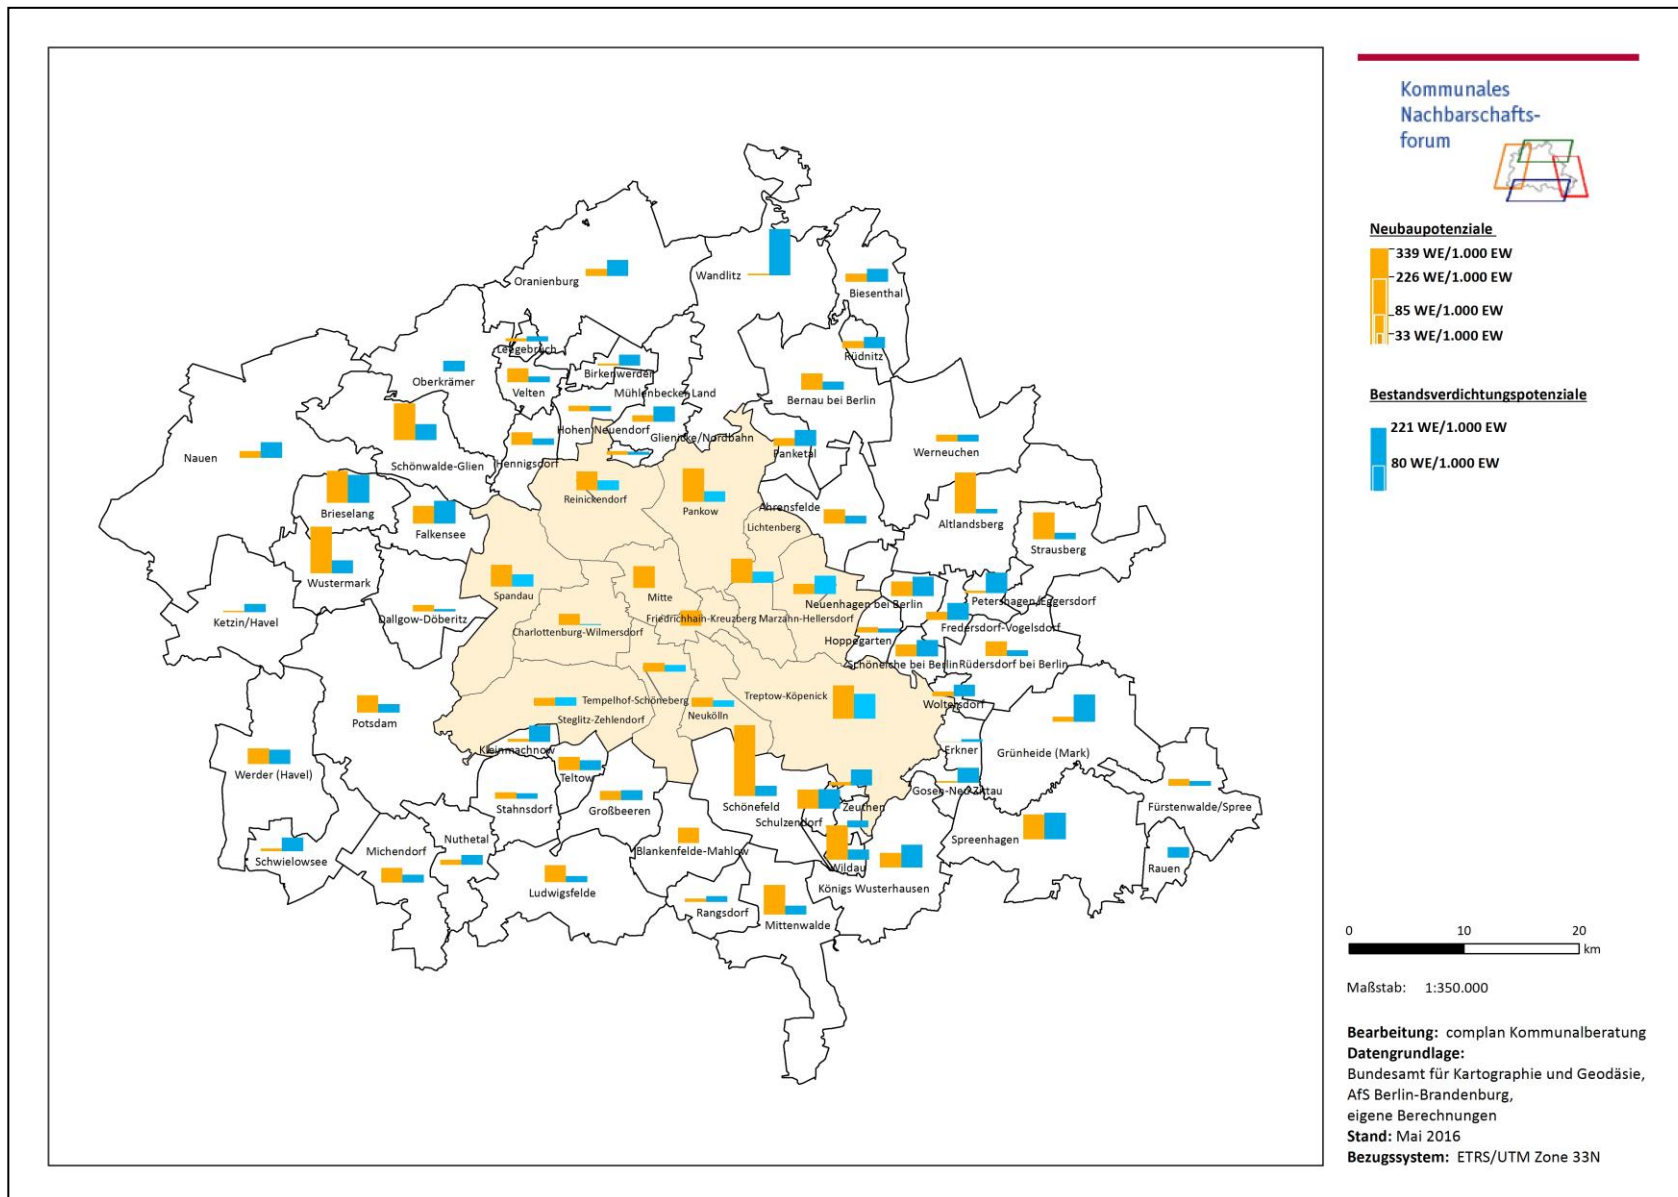 Kommunales
Nachbarschafts-
forum
Neubaupotenziale
339 WE/1.000 EW
226 WE/1.000 EW
85 WE/1.000 EW
33 WE/1.000 EW
Bestandsverdichtungspotenziale
221 WE/1.000 EW
80 WE/1.000 EW
Oranienburg
Wandlitz
Biesenthal
Leegebruch
Rüdnitz
Oberkrämer
Birkenwerder
Velten
Mühlenbecker Land
Bernau bei Berlin
Hohen Neuendorf
Glienicke/Nordbahn
Nauen
Schönwalde-Glien
Hennigsdorf
Panketal
Werneuchen
Reinickendorf
Pankow
Ahrensfelde
Brieselang
Falkensee
Lichtenberg
Altlandsberg
Strausberg
Wustermark
Spandau
Mitte
Neuenhagen bei Berlin
Petershagen/Eggersdorf
Ketzin/Havel
Dallgow-Döberitz
Charlottenburg-Wilmersdorf
Friedrichhain-Kreuzberg
Marzahn-Hellersdorf
Fredersdorf-Vogelsdorf
Hoppegarten
Schöneiche bei Berlin
Rüdersdorf bei Berlin
Treptow-Köpenick
Tempelhof-Schöneberg
Woltersdorf
Potsdam
Steglitz-Zehlendorf
Neukölln
Kleinmachnow
Erkner
Grünheide (Mark)
Werder (Havel)
Teltow
Gosen-Neu Zittau
Stahnsdorf
Großbeeren
Schönefeld
Zeuthen
Fürstenwalde/Spree
Schulzendorf
Nuthetal
Spreenhagen
Michendorf
Blankenfelde-Mahlow
Schwielowsee
Wildau
Rauen
Ludwigsfelde
Königs Wusterhausen
Rangsdorf
Mittenwalde
0 10 20
km
Maßstab: 1:350.000
Bearbeitung: complan Kommunalberatung
Datengrundlage:
Bundesamt für Kartographie und Geodäsie,
AfS Berlin-Brandenburg,
eigene Berechnungen
Stand: Mai 2016
Bezugssystem: ETRS/UTM Zone 33N